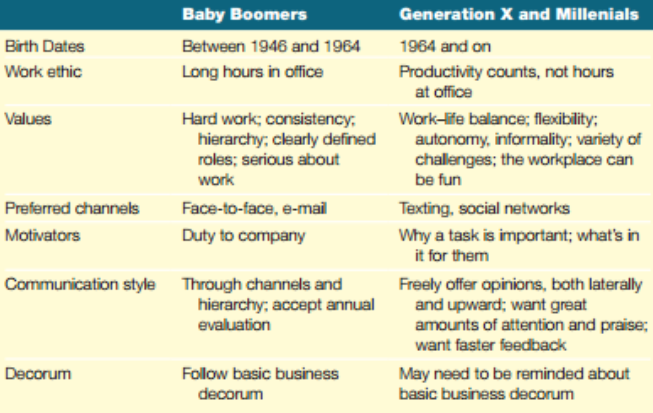 Baby Boomers Generation X and Millenials
Birth Dates Between 1946 and 1964 1964 and on
Work ethic Long hours in office Productivity counts, not hours
at office
Values Hard work; consistency; Work–life balance; flexibility;
hierarchy; clearly defined autonomy, informality; variety of
roles; serious about challenges; the workplace can
work be fun
Preferred channels Face-to-face, e-mail Texting, social networks
Motivators Duty to company Why a task is important; what's in
it for them
Communication style Through channels and Freely offer opinions, both laterally
hierarchy; accept annual and upward; want great
evaluation amounts of attention and praise;
want faster feedback
Decorum Follow basic business May need to be reminded about
decorum basic business decorum